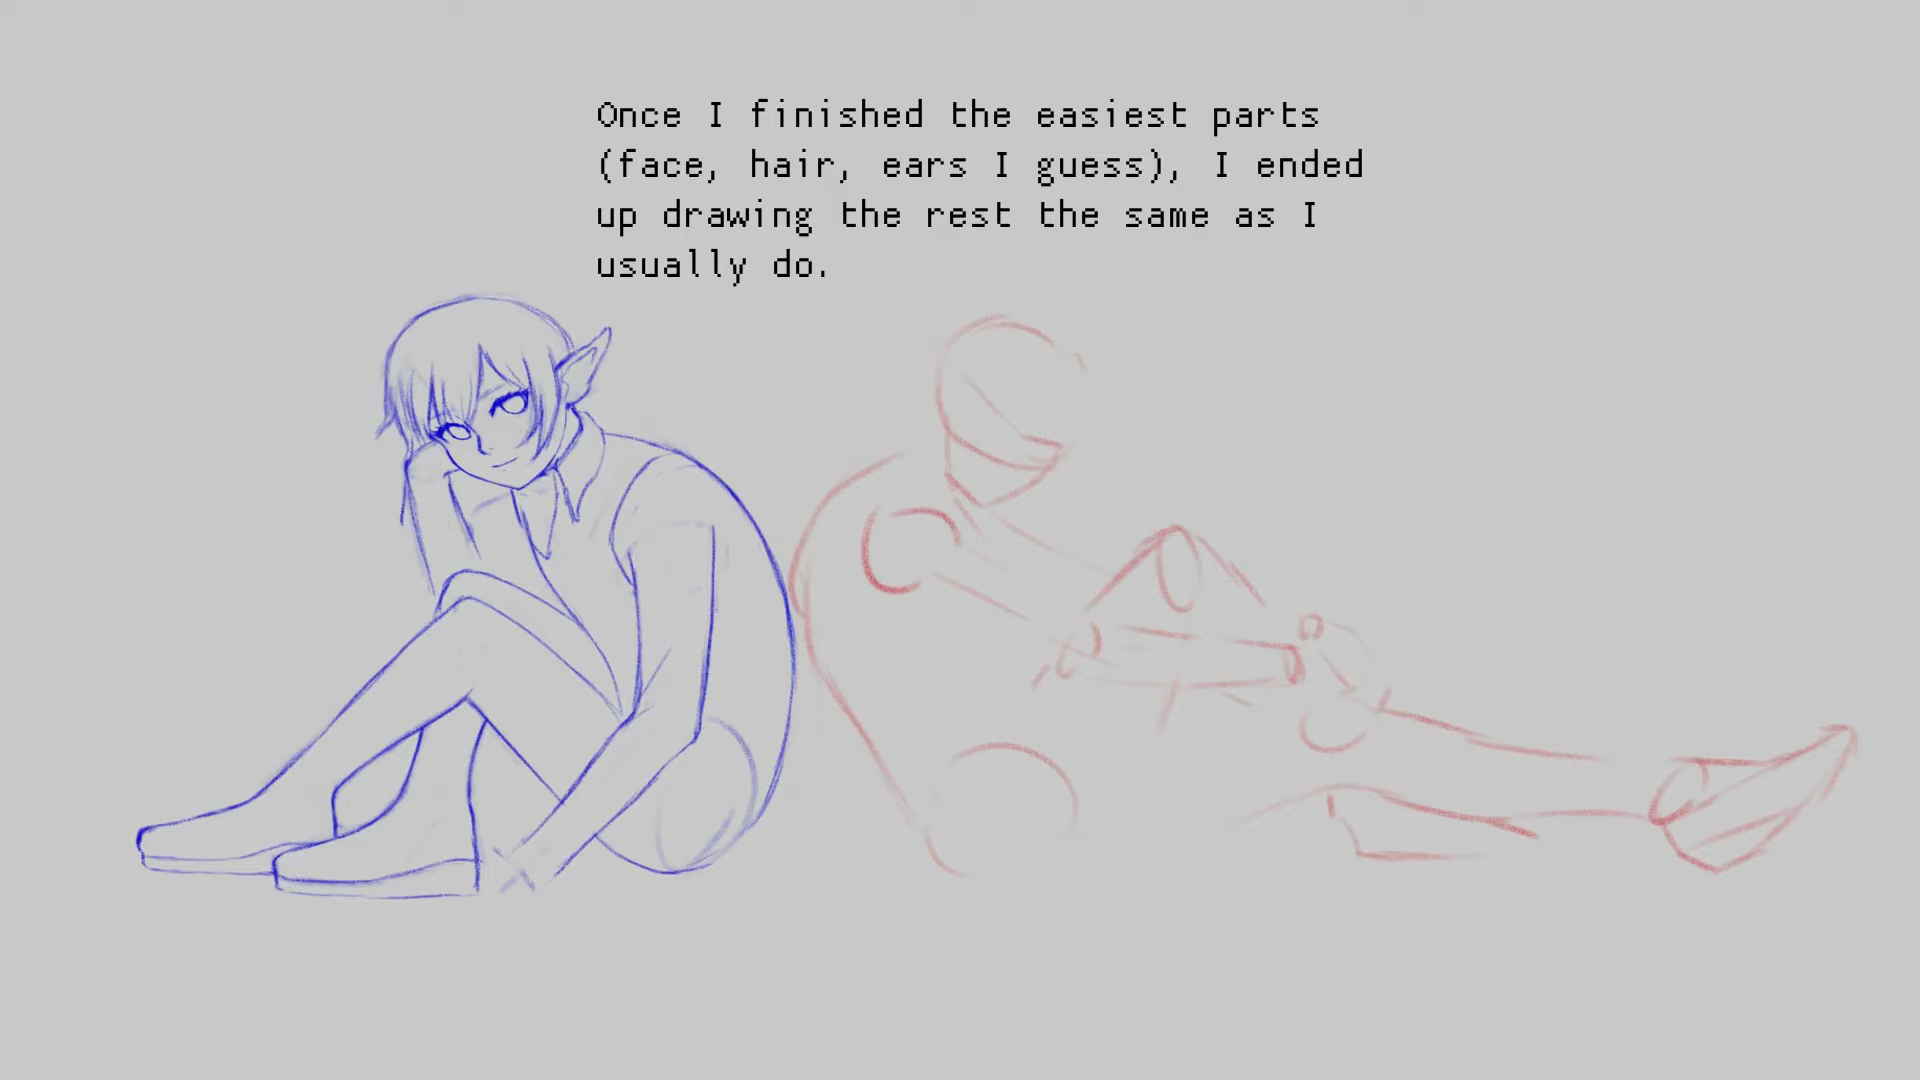 Once I finished the easiest parts
(face, hair, ears I guess), I ended
up drawing the rest the same as I
usually do.